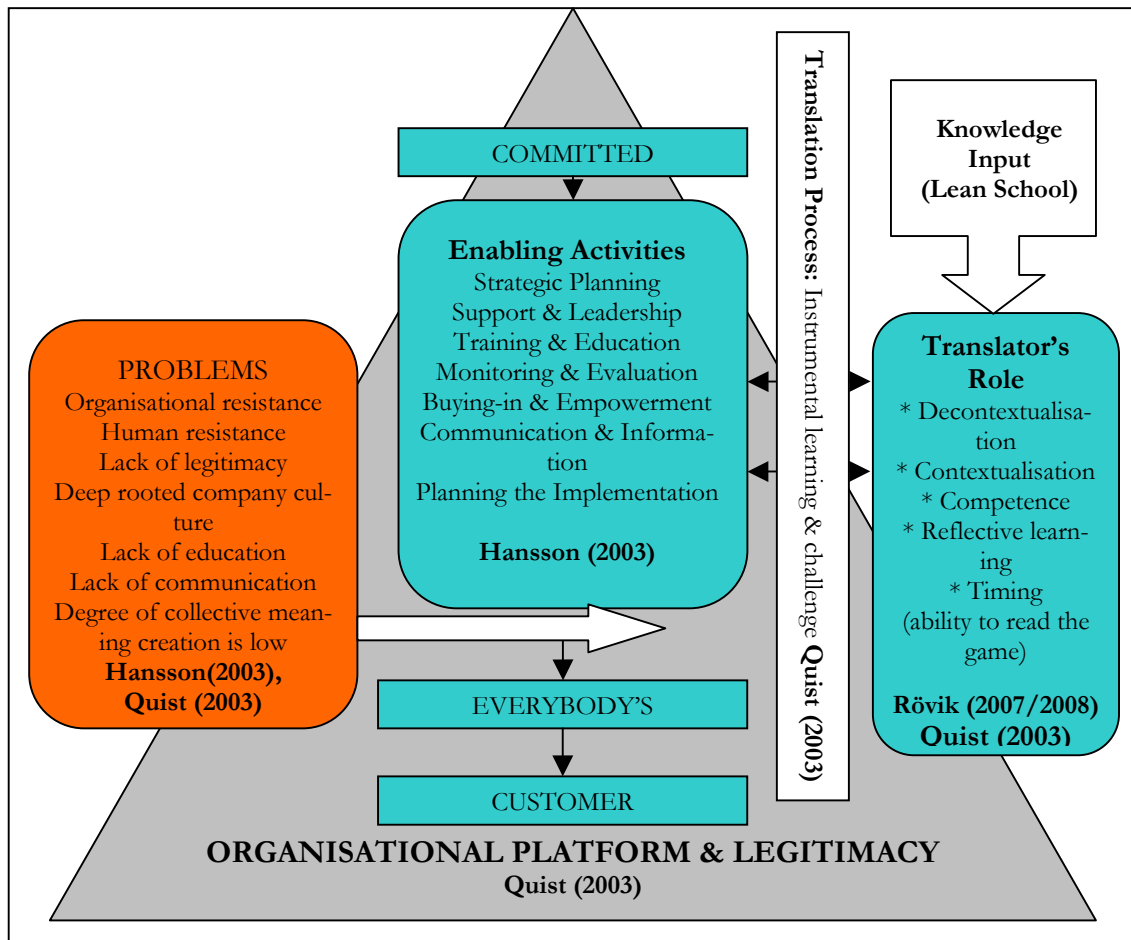 COMMITTED
Enabling Activities
Strategic Planning
Support & Leadership
Training & Education
Monitoring & Evaluation
Buying-in & Empowerment
Communication & Informa-
tion
Planning the Implementation
Hansson (2003)
PROBLEMS
Organisational resistance
Human resistance
Lack of legitimacy
Deep rooted company cul-
ture
Lack of education
Lack of communication
Degree of collective mean-
ing creation is low
Hansson(2003),
Quist (2003)
EVERYBODY'S
CUSTOMER
Translation Process: Instrumental learning & challenge Quist (2003)
Knowledge
Input
(Lean School)
Translator's
Role
* Decontextualisa-
tion
* Contextualisation
* Competence
* Reflective learn-
ing
* Timing
(ability to read the
game)
Rövik (2007/2008)
Quist (2003)
ORGANISATIONAL PLATFORM & LEGITIMACY
Quist (2003)